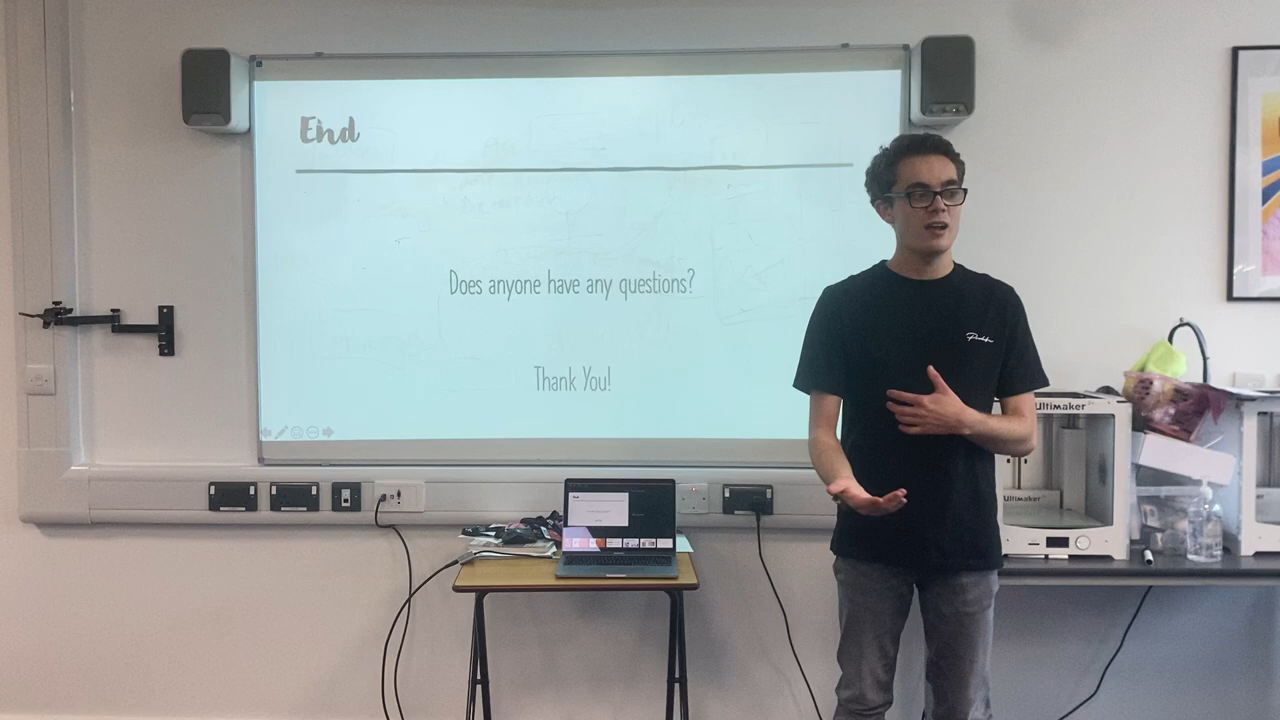 End
Does anyone have any questions?
Thank You!
Ultimaker
Ultimaker